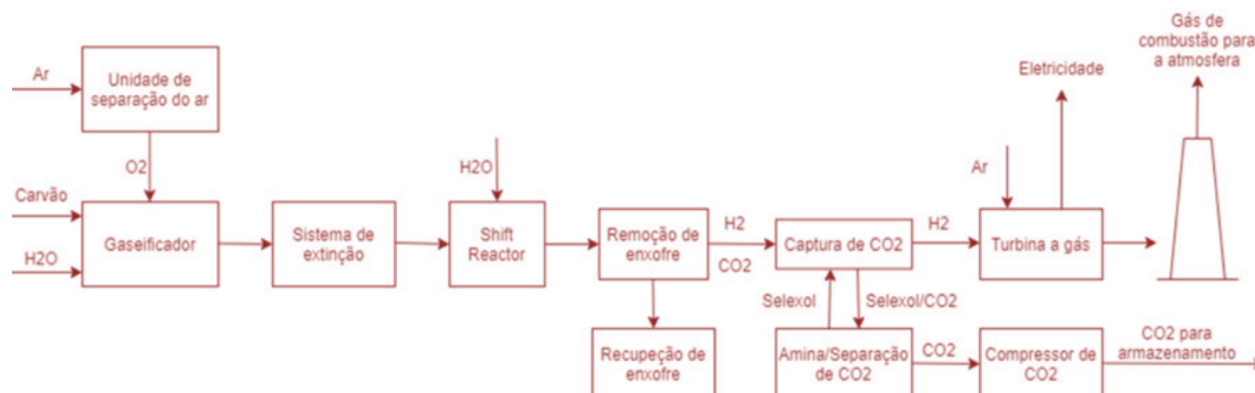 Gás de
combustão para
a atmosfera
Eletricidade
Ar
Unidade de
separação do ar
O2
H2O
Ar
Carvão
Gaseificador
Sistema de
extinção
Shift
Reactor
Remoção de
enxofre
H2
CO2
Captura de CO2
H2
Turbina a gás
H2O
Selexol
Selexol/CO2
Recupeção de
enxofre
Amina/Separação
de CO2
CO2
Compressor de
CO2
CO2 para
armazenamento